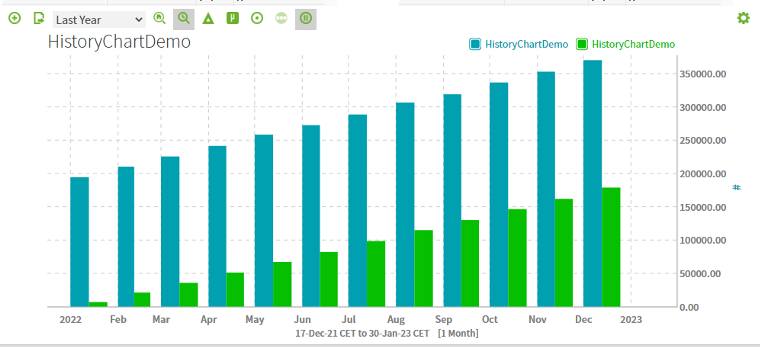 Last Year
HistoryChartDemo
HistoryChartDemo HistoryChartDemo
350000.00
300000.00
250000.00
200000.00
150000.00
100000.00
50000.00
0.00
#
2022 Feb Mar Apr May Jun Jul Aug Sep Oct Nov Dec 2023
17-Dec-21 CET to 30-Jan-23 CET [1 Month]